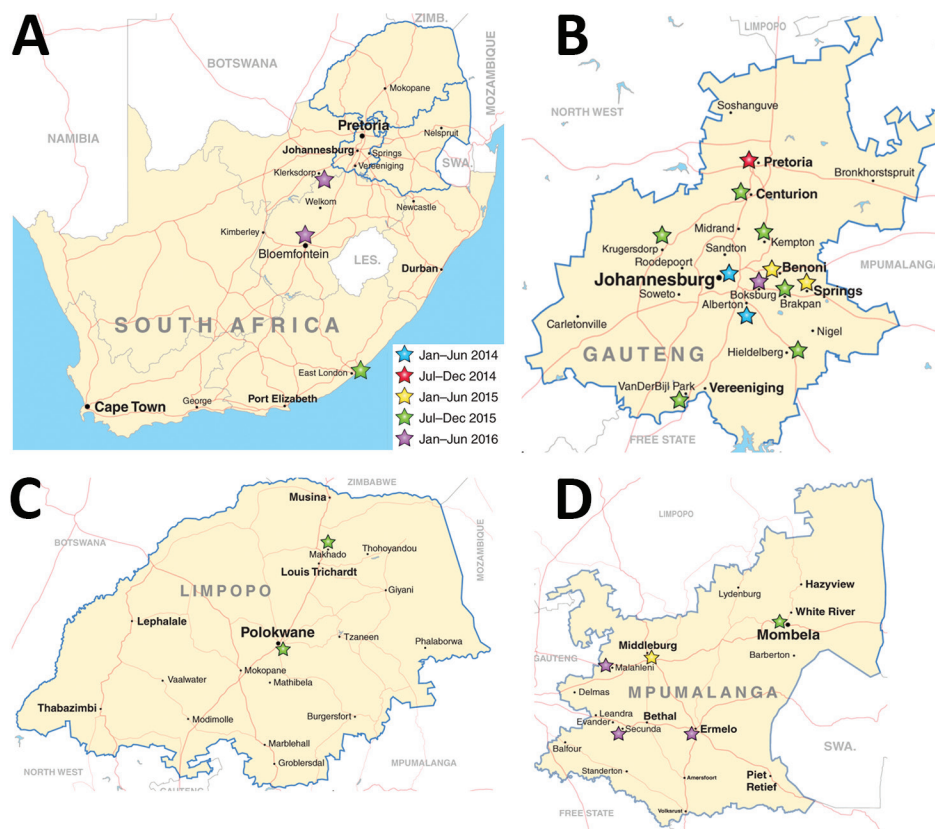 A
ZIMB.
BOTSWANA
MOZAMBIQUE
Mokopane
NAMIBIA
Pretoria
Nelspruit
Johannesburg
Springs
SWA.
Vereeniging
Klerksdorp
Welkom
Newcastle
Kimberley
Bloemfontein
LES.
Durban
SOUTH AFRICA
East London
Cape Town
George
Port Elizabeth
Jan–Jun 2014
Jul–Dec 2014
Jan–Jun 2015
Jul–Dec 2015
Jan–Jun 2016
B
LIMPOPO
NORTH WEST
Soshanguve
Pretoria
Bronkhorstspruit
Centurion
Midrand
Kempton
Krugersdorp
Sandton
Roodepoort
MPUMALANGA
Benoni
Johannesburg
Springs
Soweto
Boksburg
Brakpan
Alberton
Carletonville
Nigel
GAUTENG
Hieldelberg
VanDerBijl Park
Vereeniging
FREE STATE
C
ZIMBABWE
Musina
BOTSWANA
MOZAMBIQUE
Makhado
Thohoyandou
Louis Trichardt
LIMPOPO
Giyani
Lephalale
Polokwane
Tzaneen
Phalaborwa
Mokopane
Vaalwater
Mathibela
Thabazimbi
Modimolle
Burgersfort
Marblehall
Groblersdal
NORTH WEST
MPUMALANGA
GAUTENG
D
LIMPOPO
Lydenburg
Hazyview
White River
Mombela
Middleburg
GAUTENG
Malahleni
Barberton
Delmas
MPUMALANGA
Leandra
Evander
Bethal
Secunda
Ermelo
Balfour
SWA.
Standerton
Amersfoort
Piet
Retief
Volksrust
FREE STATE